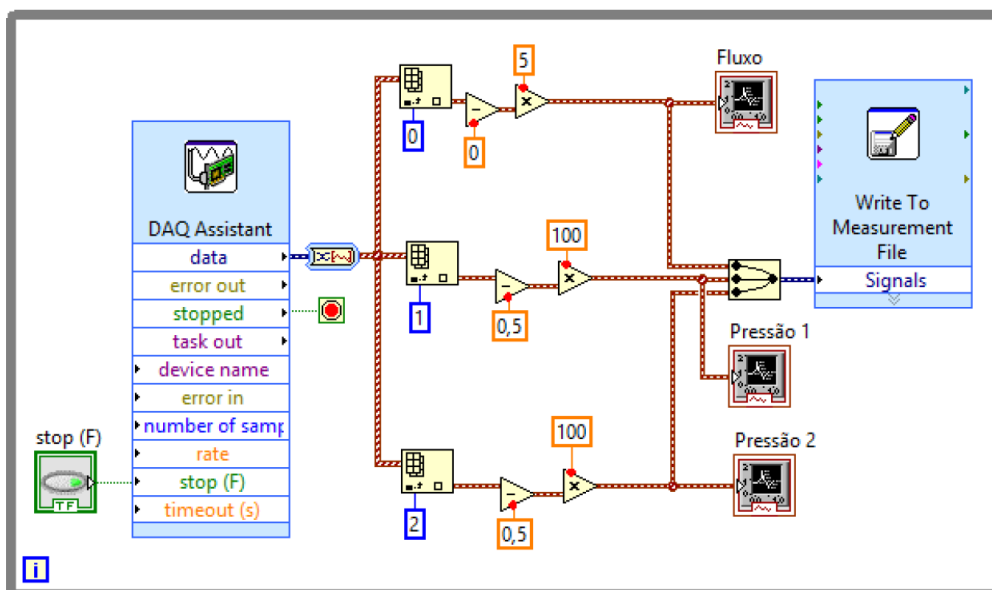 Fluxo
5
0
0
DAQ Assistant
data
error out
stopped
task out
device name
error in
number of samp
rate
stop (F)
timeout (s)
stop (F)
TF
i
100
1
0,5
Write To
Measurement
File
Signals
Pressão 1
100
2
0,5
Pressão 2